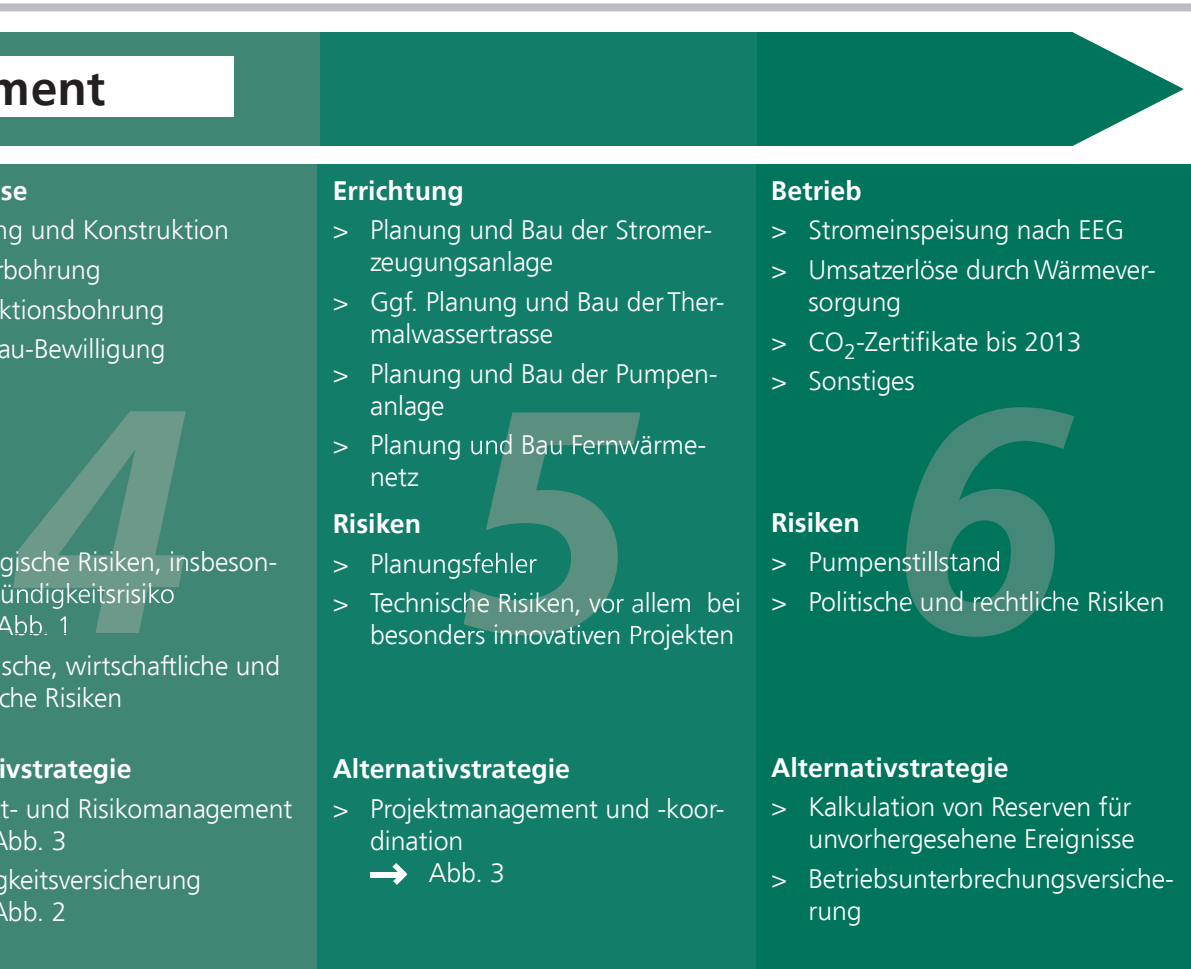 ment
se
ng und Konstruktion
rbohrung
ktionsbohrung
au-Bewilligung
4
gische Risiken, insbeson-
ündigkeitsrisiko
Abb. 1
sche, wirtschaftliche und
che Risiken
ivstrategie
t- und Risikomanagement
Abb. 3
gkeitsversicherung
Abb. 2
Errichtung
> Planung und Bau der Stromer-
zeugungsanlage
> Ggf. Planung und Bau der Ther-
malwassertrasse
> Planung und Bau der Pumpen-
anlage
> Planung und Bau Fernwärme-
netz
5
Risiken
> Planungsfehler
> Technische Risiken, vor allem bei
besonders innovativen Projekten
Alternativstrategie
> Projektmanagement und -koor-
dination
→ Abb. 3
Betrieb
> Stromeinspeisung nach EEG
> Umsatzerlöse durch Wärmever-
sorgung
> CO₂-Zertifikate bis 2013
> Sonstiges
6
Risiken
> Pumpenstillstand
> Politische und rechtliche Risiken
Alternativstrategie
> Kalkulation von Reserven für
unvorhergesehene Ereignisse
> Betriebsunterbrechungsversiche-
rung